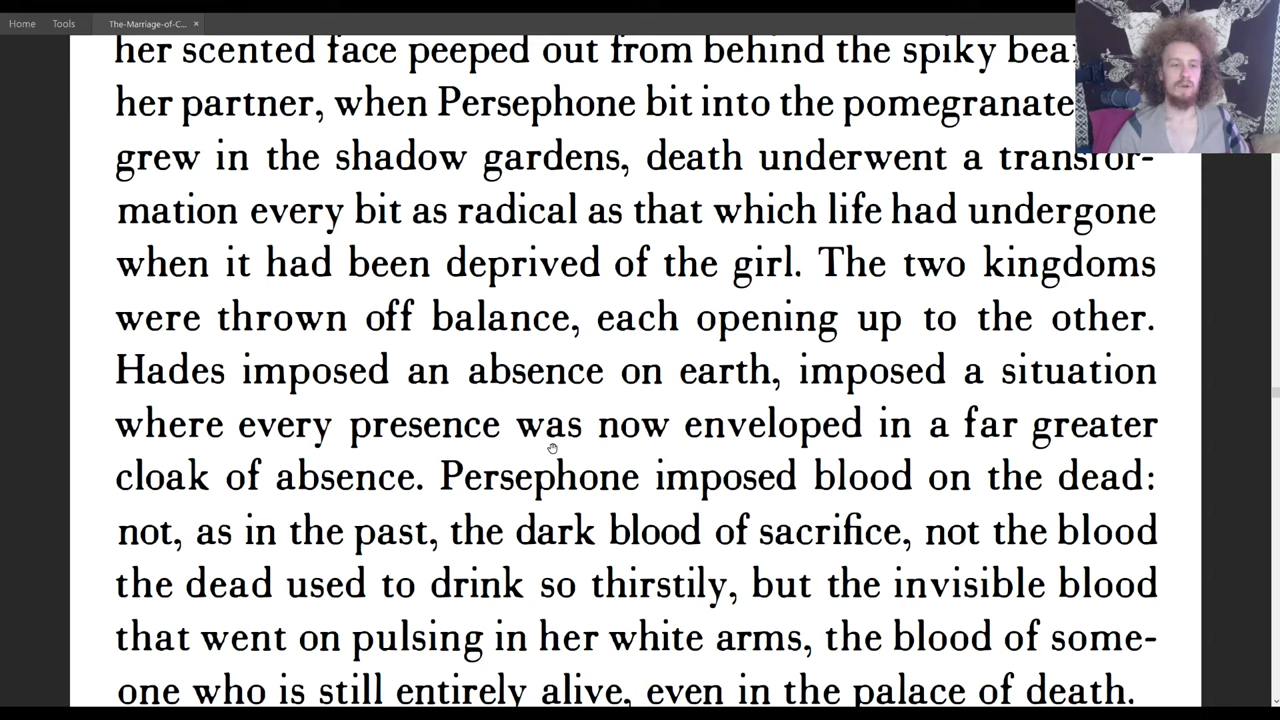 Home Tools The-Marriage-of-C... ×
her scented face peeped out from behind the spiky
her partner, when Persephone bit into the pomegranate
grew in the shadow gardens, death underwent a transfor-
mation every bit as radical as that which life had undergone
when it had been deprived of the girl. The two kingdoms
were thrown off balance, each opening up to the other.
Hades imposed an absence on earth, imposed a situation
where every presence was now enveloped in a far greater
cloak of absence. Persephone imposed blood on the dead:
not, as in the past, the dark blood of sacrifice, not the blood
the dead used to drink so thirstily, but the invisible blood
that went on pulsing in her white arms, the blood of some-
one who is still entirely alive, even in the palace of death.